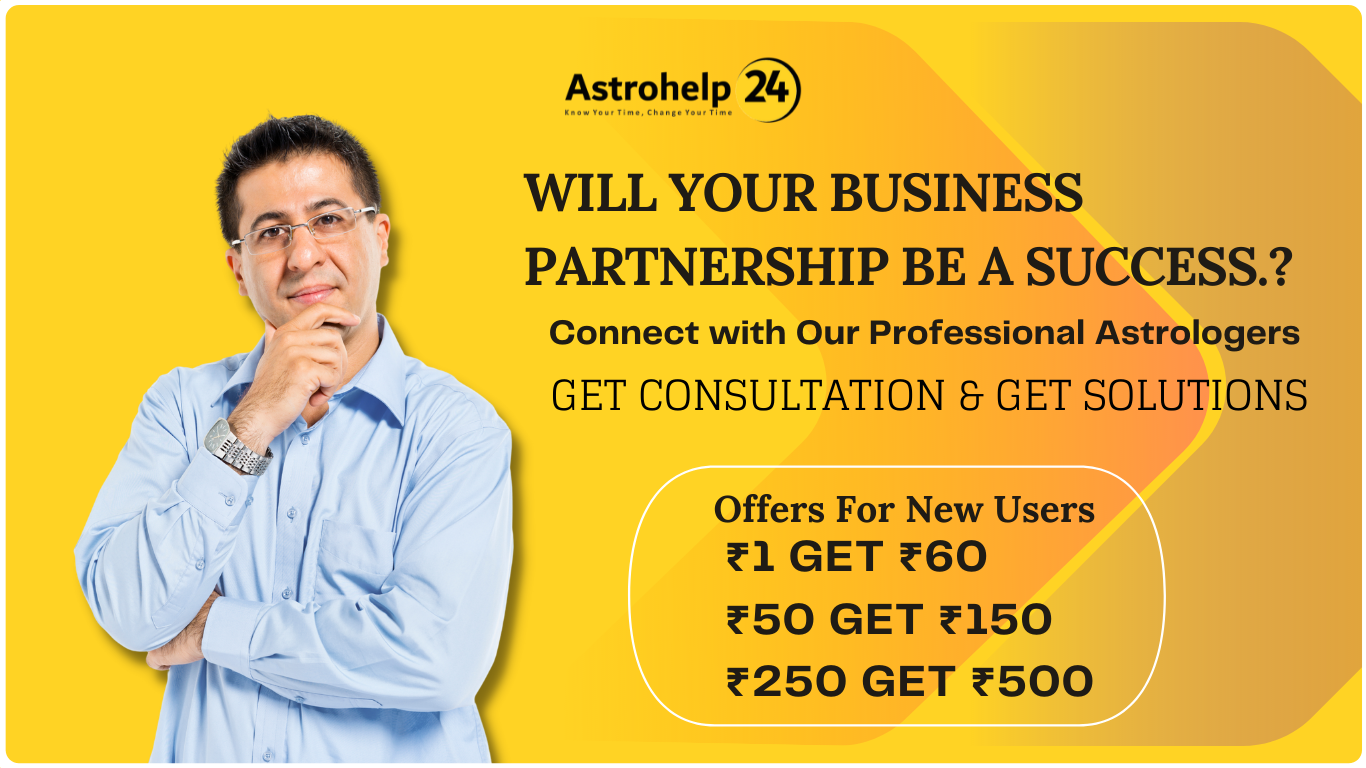 Astrohelp 24
Know Your Time, Change Your Time
WILL YOUR BUSINESS
PARTNERSHIP BE A SUCCESS.?
Connect with Our Professional Astrologers
GET CONSULTATION & GET SOLUTIONS
Offers For New Users
₹1 GET ₹60
₹50 GET ₹150
₹250 GET ₹500